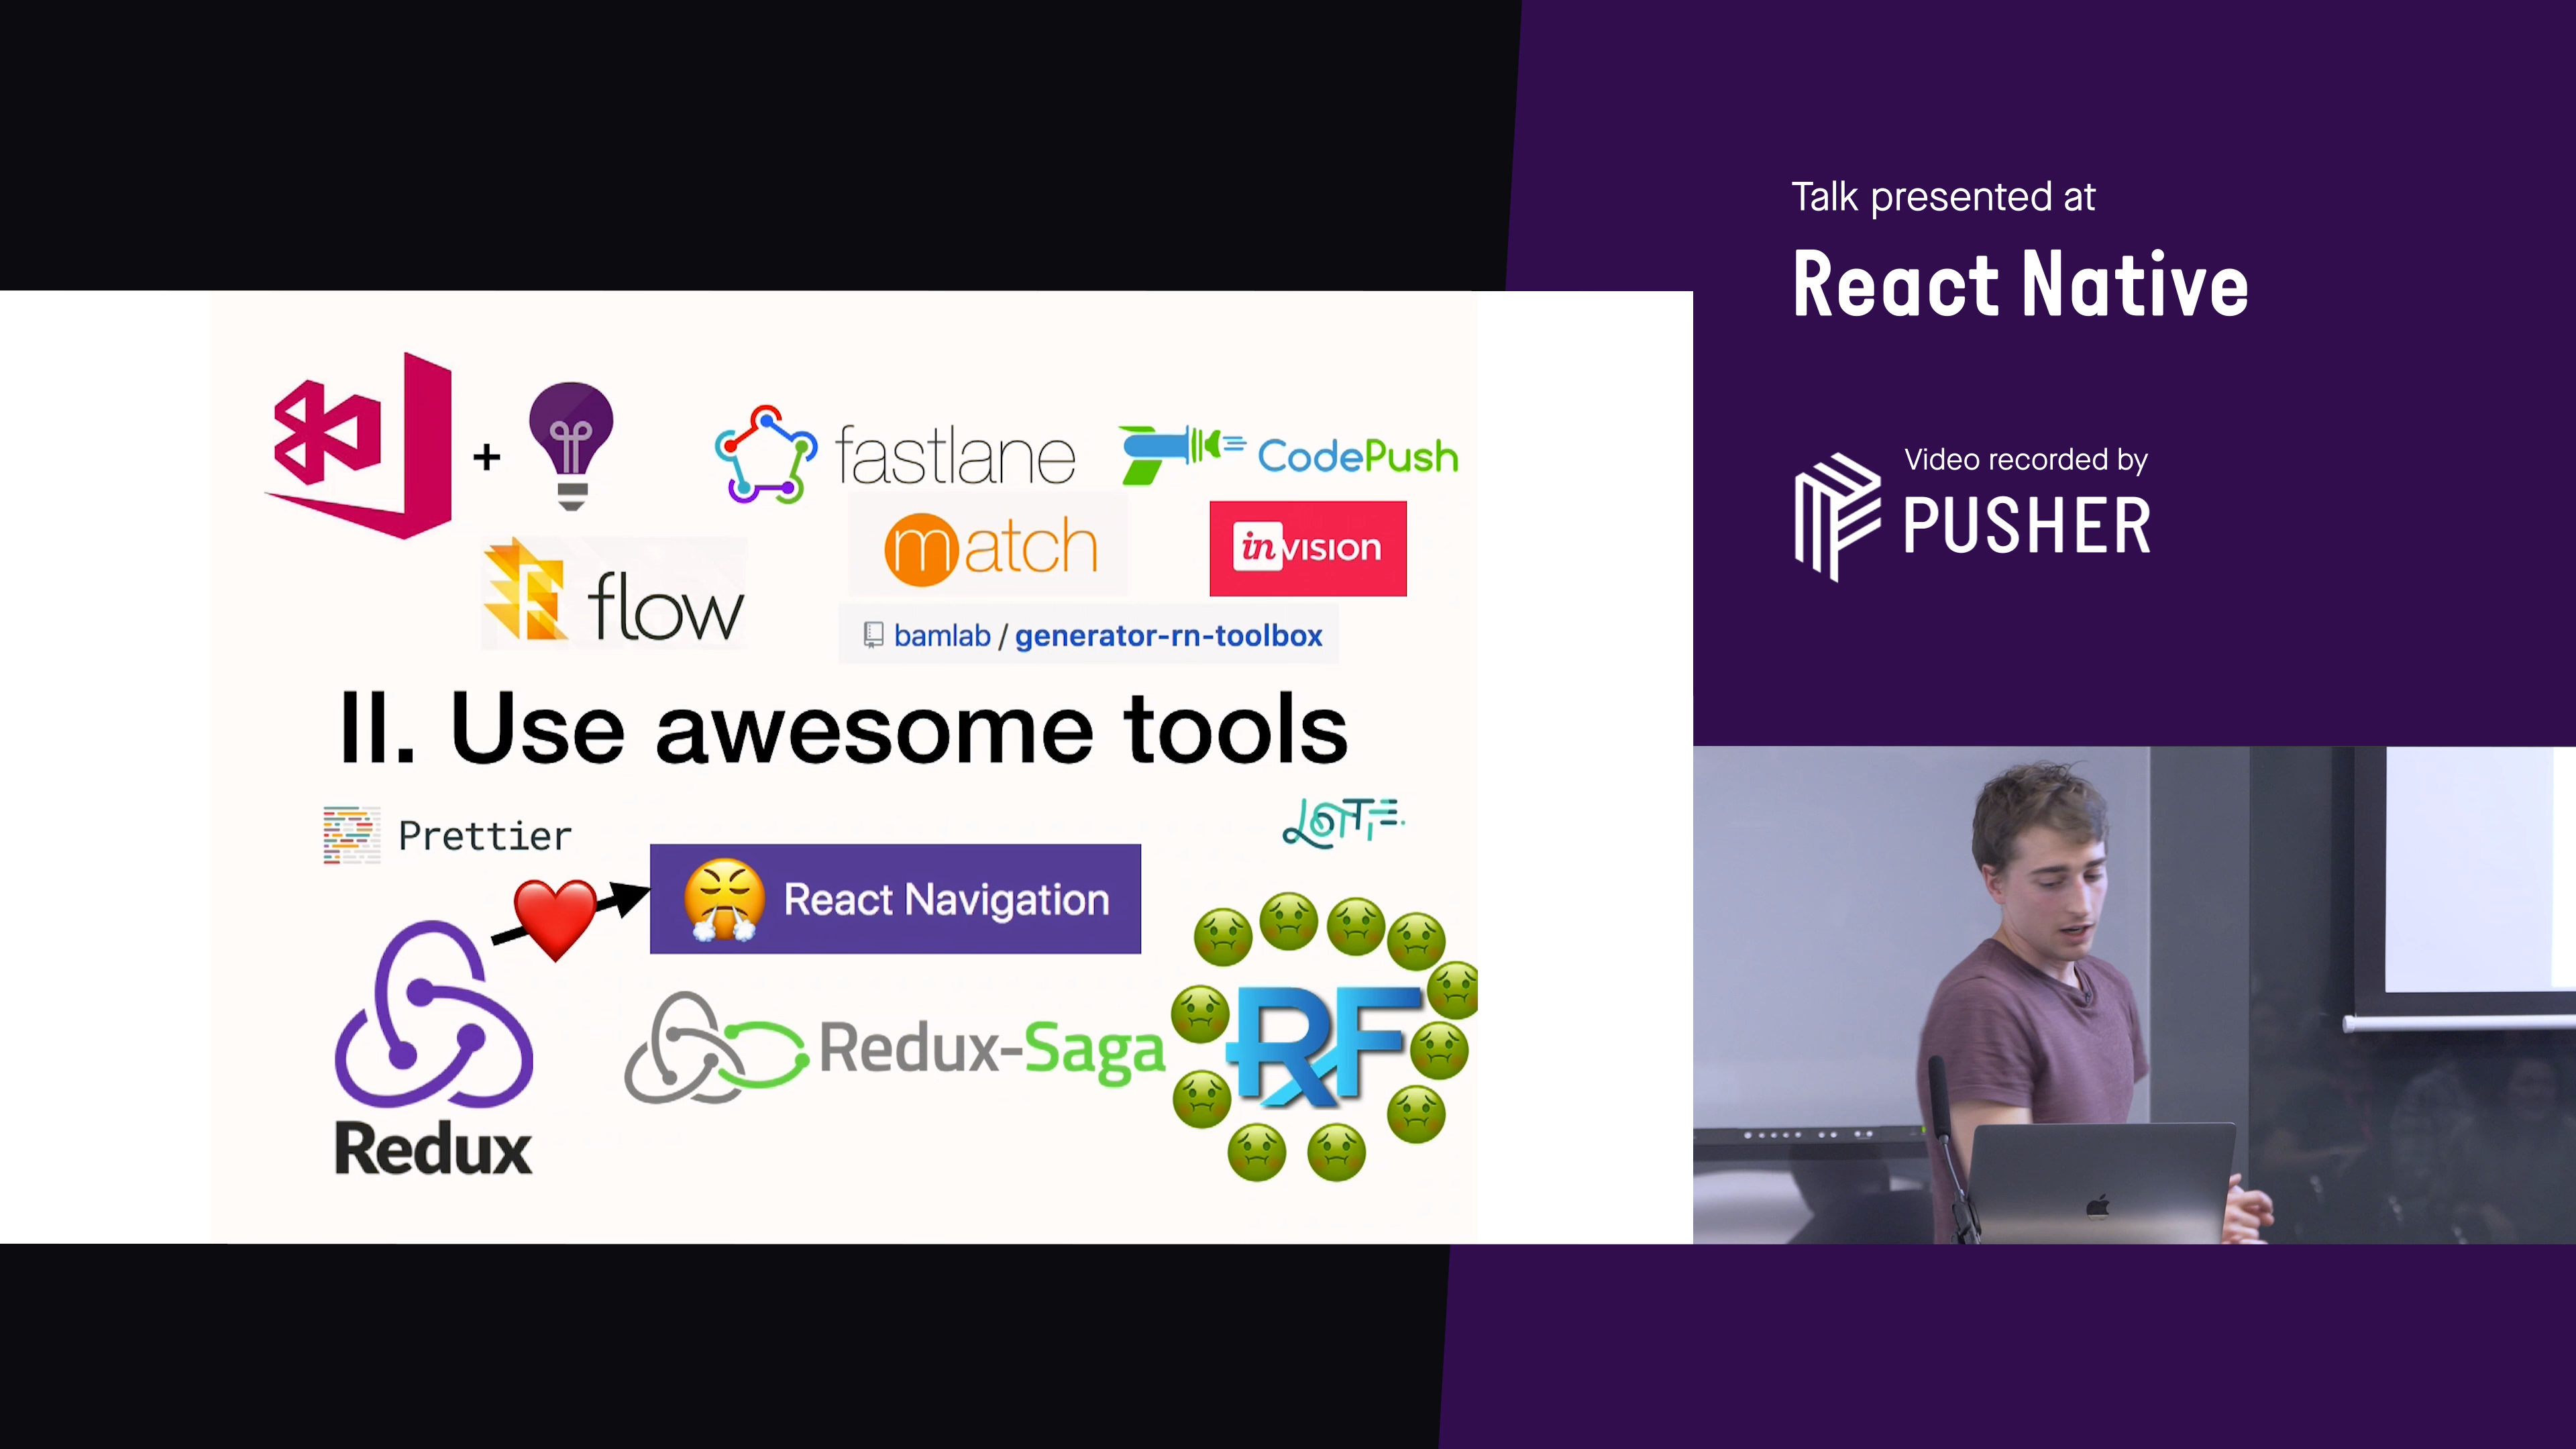 Talk presented at
React Native
Video recorded by
PUSHER
+
fastlane
CodePush
match
invision
flow
bamlab / generator-rn-toolbox
II. Use awesome tools
Prettier
LOTTIE
React Navigation
Redux-Saga
RF
Redux